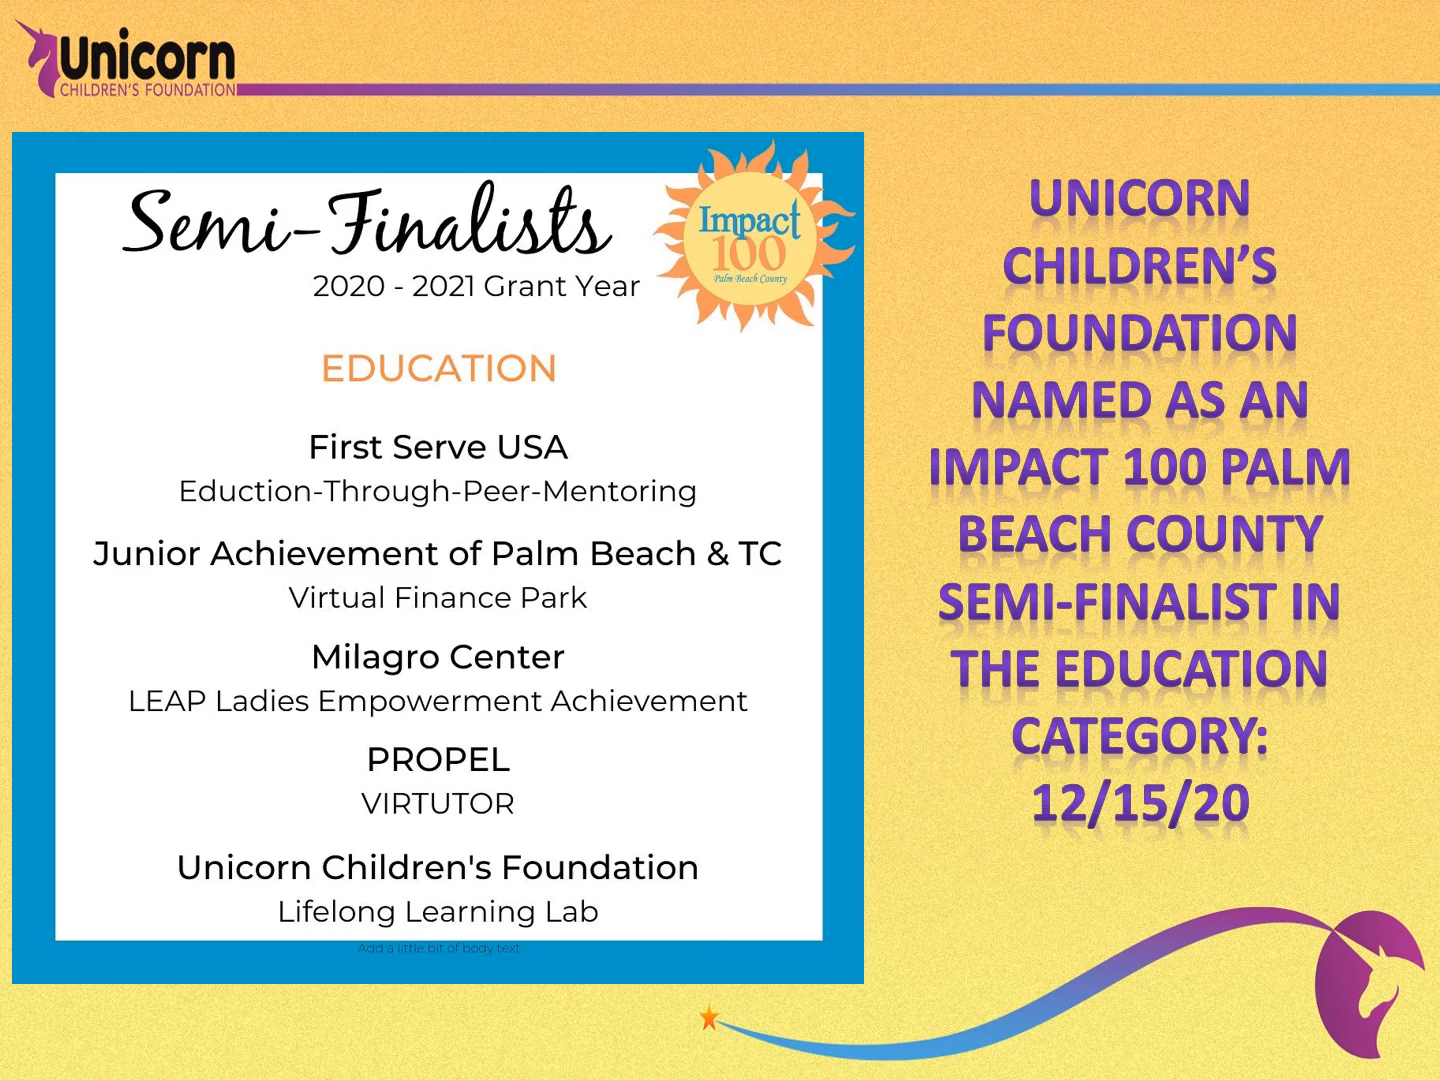 Unicorn
CHILDREN'S FOUNDATION
Semi-Finalists
2020 - 2021 Grant Year
Impact
100
Palm Beach County
EDUCATION
First Serve USA
Eduction-Through-Peer-Mentoring
Junior Achievement of Palm Beach & TC
Virtual Finance Park
Milagro Center
LEAP Ladies Empowerment Achievement
PROPEL
VIRTUTOR
Unicorn Children's Foundation
Lifelong Learning Lab
Add a little bit of body text
UNICORN
CHILDREN’S
FOUNDATION
NAMED AS AN
IMPACT 100 PALM
BEACH COUNTY
SEMI-FINALIST IN
THE EDUCATION
CATEGORY:
12/15/20